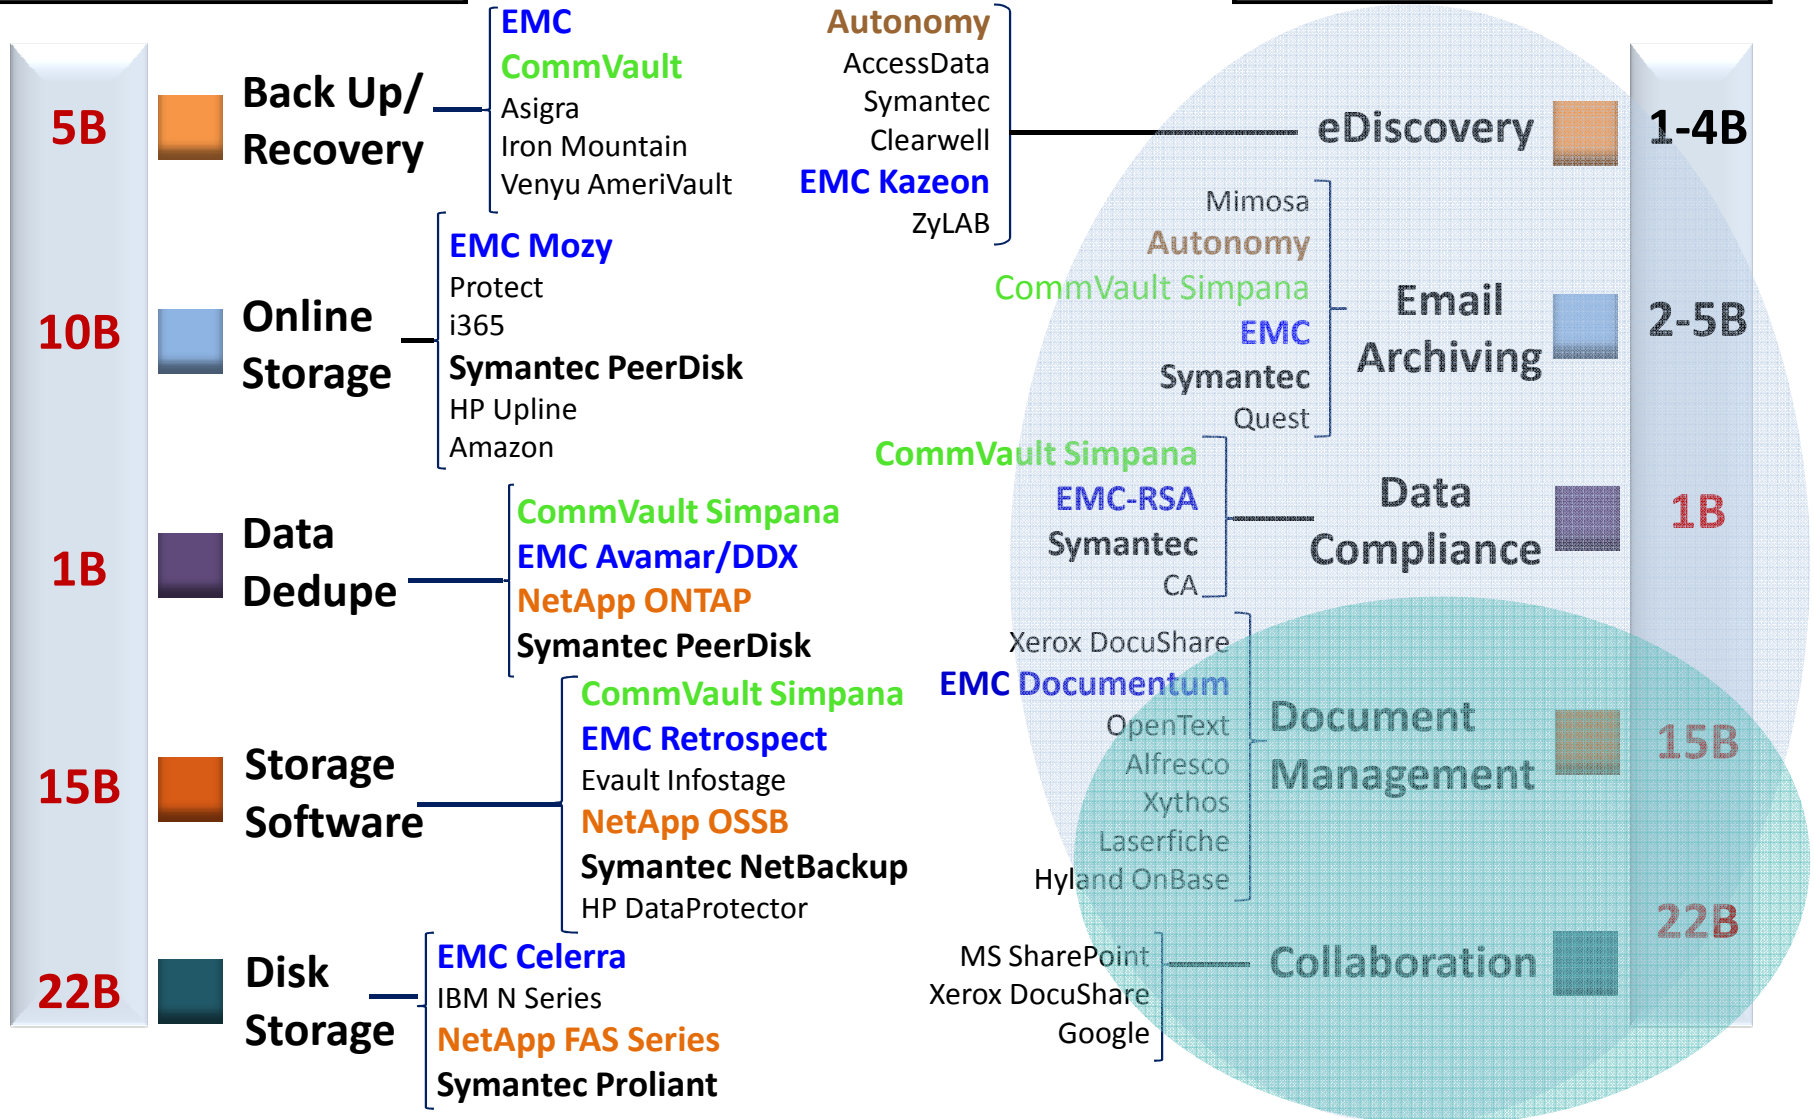 5B
Back Up/
Recovery
EMC
CommVault
Asigra
Iron Mountain
Venyu AmeriVault
10B
Online
Storage
EMC Mozy
Protect
i365
Symantec PeerDisk
HP Upline
Amazon
1B
Data
Dedupe
CommVault Simpana
EMC Avamar/DDX
NetApp ONTAP
Symantec PeerDisk
15B
Storage
Software
CommVault Simpana
EMC Retrospect
Evault Infostage
NetApp OSSB
Symantec NetBackup
HP DataProtector
22B
Disk
Storage
EMC Celerra
IBM N Series
NetApp FAS Series
Symantec Proliant
Autonomy
AccessData
Symantec
Clearwell
EMC Kazeon
ZyLAB
eDiscovery
1-4B
Mimosa
Autonomy
CommVault Simpana
EMC
Symantec
Quest
Email
Archiving
2-5B
CommVault Simpana
EMC-RSA
Symantec
CA
Data
Compliance
1B
Xerox DocuShare
EMC Documentum
OpenText
Alfresco
Xythos
Laserfiche
Hyland OnBase
Document
Management
15B
MS SharePoint
Xerox DocuShare
Google
Collaboration
22B